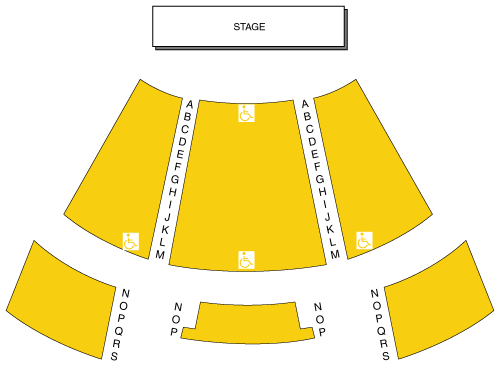 STAGE
A A
B B
C C
D D
E E
F F
G G
H H
I I
J J
K K
L L
M M
N N N N
O O O O
P P P P
Q Q
R R
S S